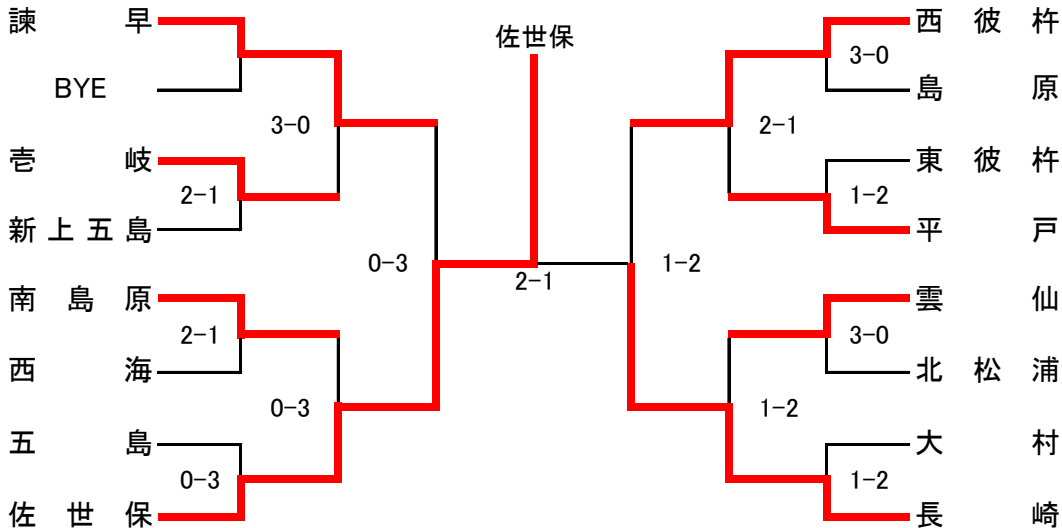 佐世保
諫早
BYE
3-0
壱岐
2-1
新上五島
0-3
南島原
2-1
西海
0-3
五島
0-3
佐世保
2-1
西彼杵
3-0
島原
2-1
東彼杵
1-2
平戸
1-2
雲仙
3-0
北松浦
1-2
大村
1-2
長崎